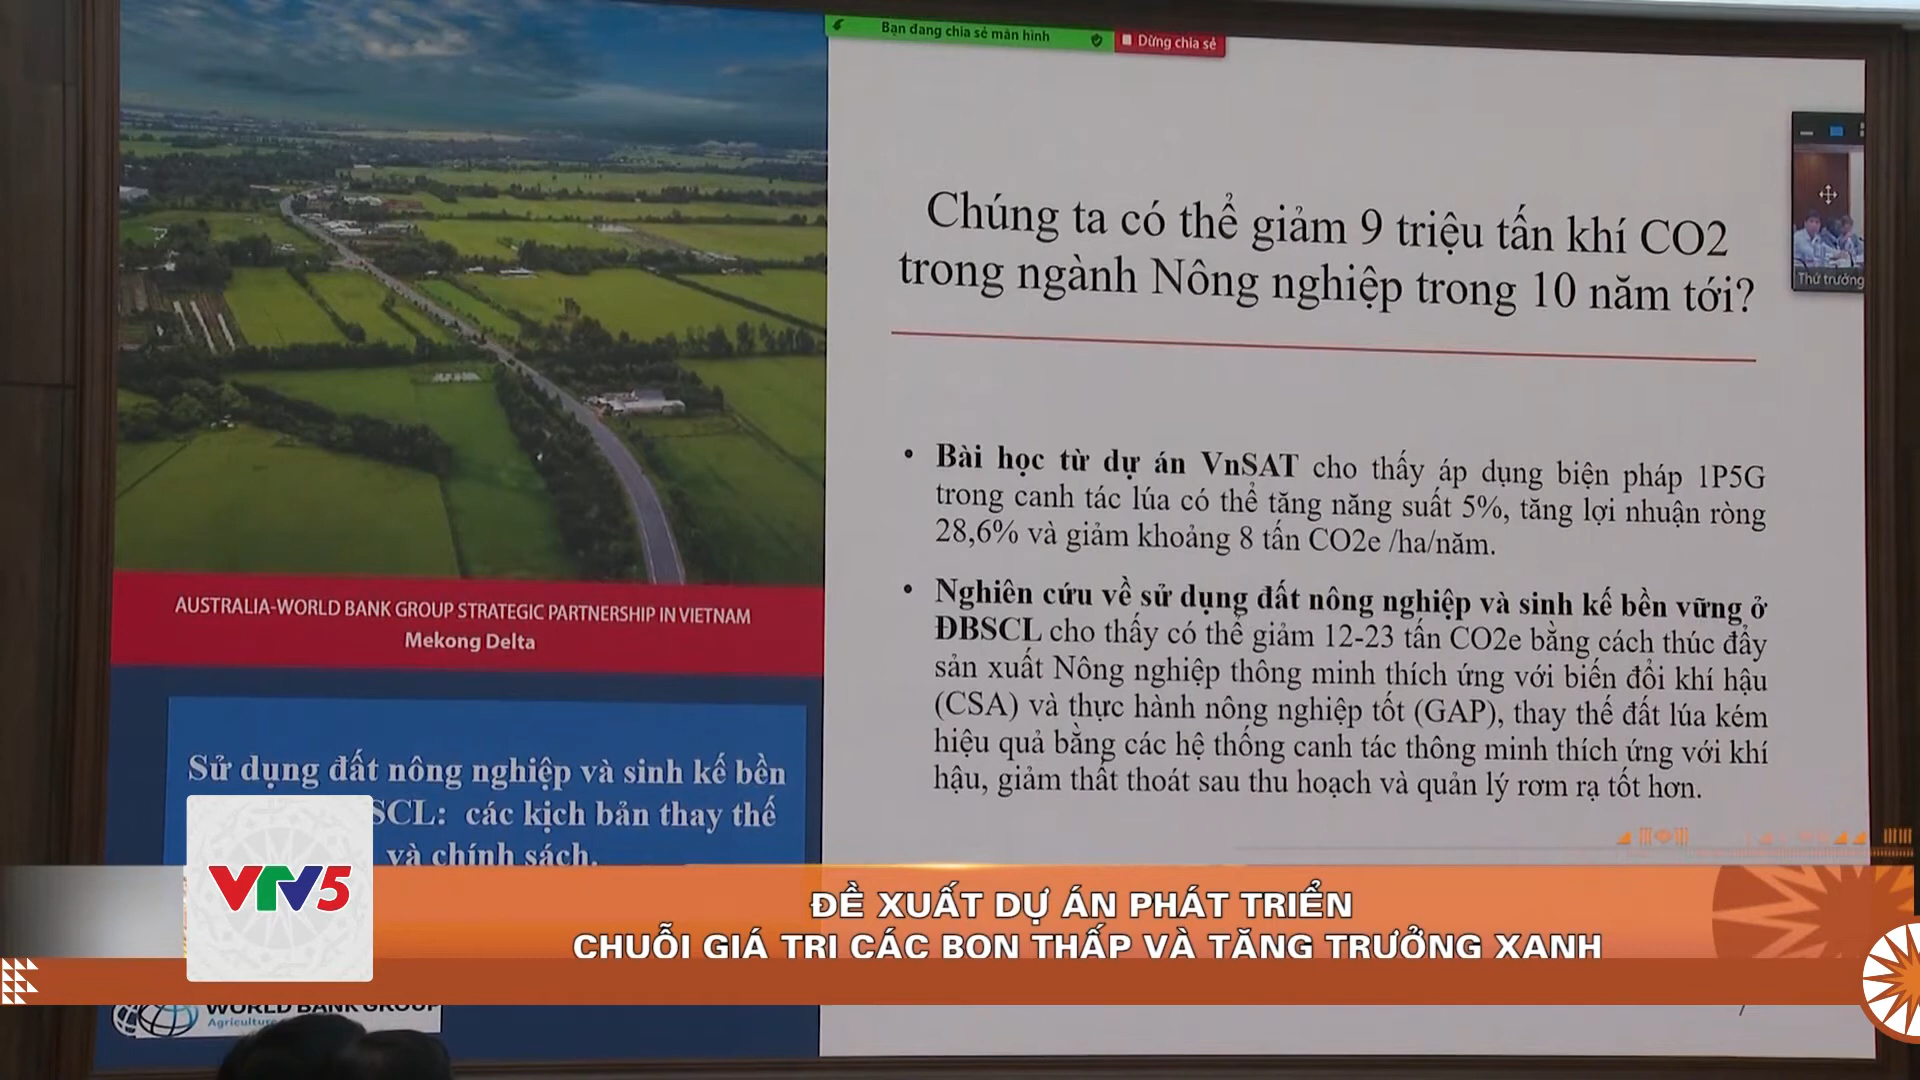 Bạn đang chia sẻ màn hình
Dừng chia sẻ
Thứ trưởng
Chúng ta có thể giảm 9 triệu tấn khí CO2
trong ngành Nông nghiệp trong 10 năm tới?
• Bài học từ dự án VnSAT cho thấy áp dụng biện pháp 1P5G
trong canh tác lúa có thể tăng năng suất 5%, tăng lợi nhuận ròng
28,6% và giảm khoảng 8 tấn CO2e /ha/năm.
• Nghiên cứu về sử dụng đất nông nghiệp và sinh kế bền vững ở
ĐBSCL cho thấy có thể giảm 12-23 tấn CO2e bằng cách thúc đẩy
sản xuất Nông nghiệp thông minh thích ứng với biến đổi khí hậu
(CSA) và thực hành nông nghiệp tốt (GAP), thay thế đất lúa kém
hiệu quả bằng các hệ thống canh tác thông minh thích ứng với khí
hậu, giảm thất thoát sau thu hoạch và quản lý rơm rạ tốt hơn.
AUSTRALIA-WORLD BANK GROUP STRATEGIC PARTNERSHIP IN VIETNAM
Mekong Delta
Sử dụng đất nông nghiệp và sinh kế bền
SCL: các kịch bản thay thế
và chính sách.
VTV5
ĐỀ XUẤT DỰ ÁN PHÁT TRIỂN
CHUỖI GIÁ TRỊ CÁC BON THẤP VÀ TĂNG TRƯỞNG XANH
WORLD BANK GROUP
Agriculture